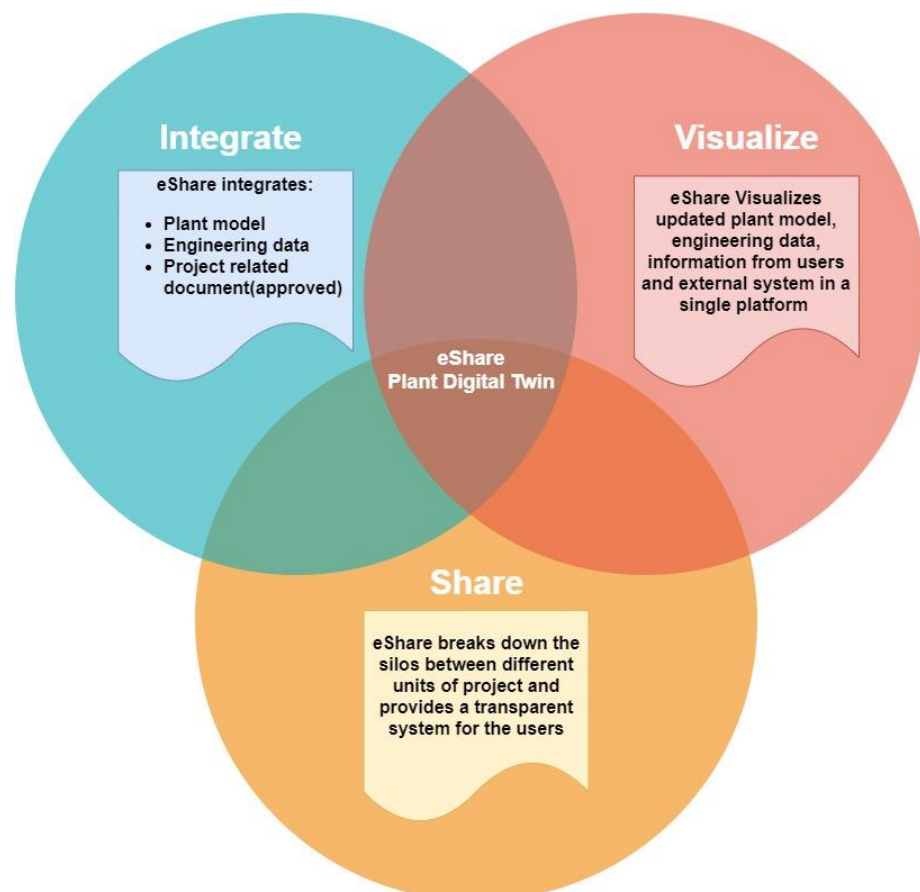 Integrate
eShare integrates:
• Plant model
• Engineering data
• Project related
document(approved)
Visualize
eShare Visualizes
updated plant model,
engineering data,
information from users
and external system in a
single platform
eShare
Plant Digital Twin
Share
eShare breaks down the
silos between different
units of project and
provides a transparent
system for the users